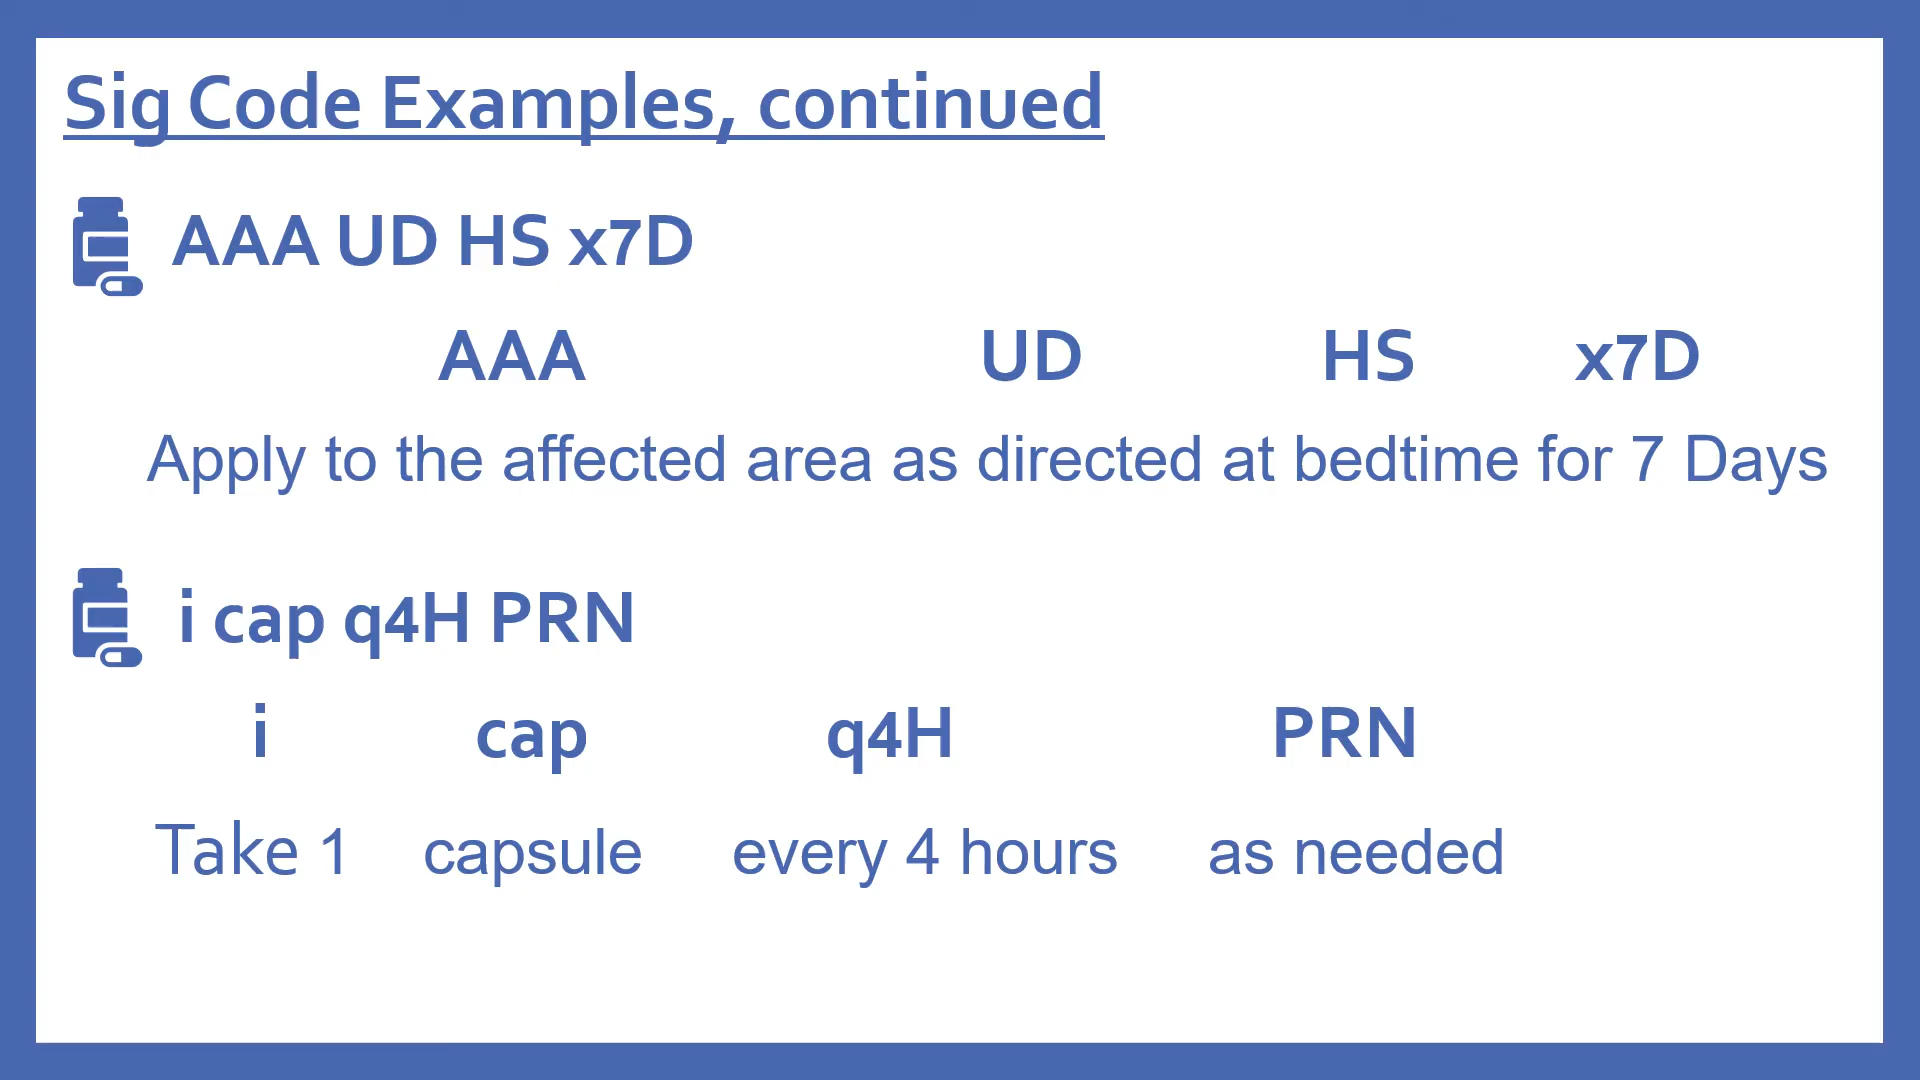 Sig Code Examples, continued
AAA UD HS x7D
AAA UD HS x7D
Apply to the affected area as directed at bedtime for 7 Days
i cap q4H PRN
i cap q4H PRN
Take 1 capsule every 4 hours as needed